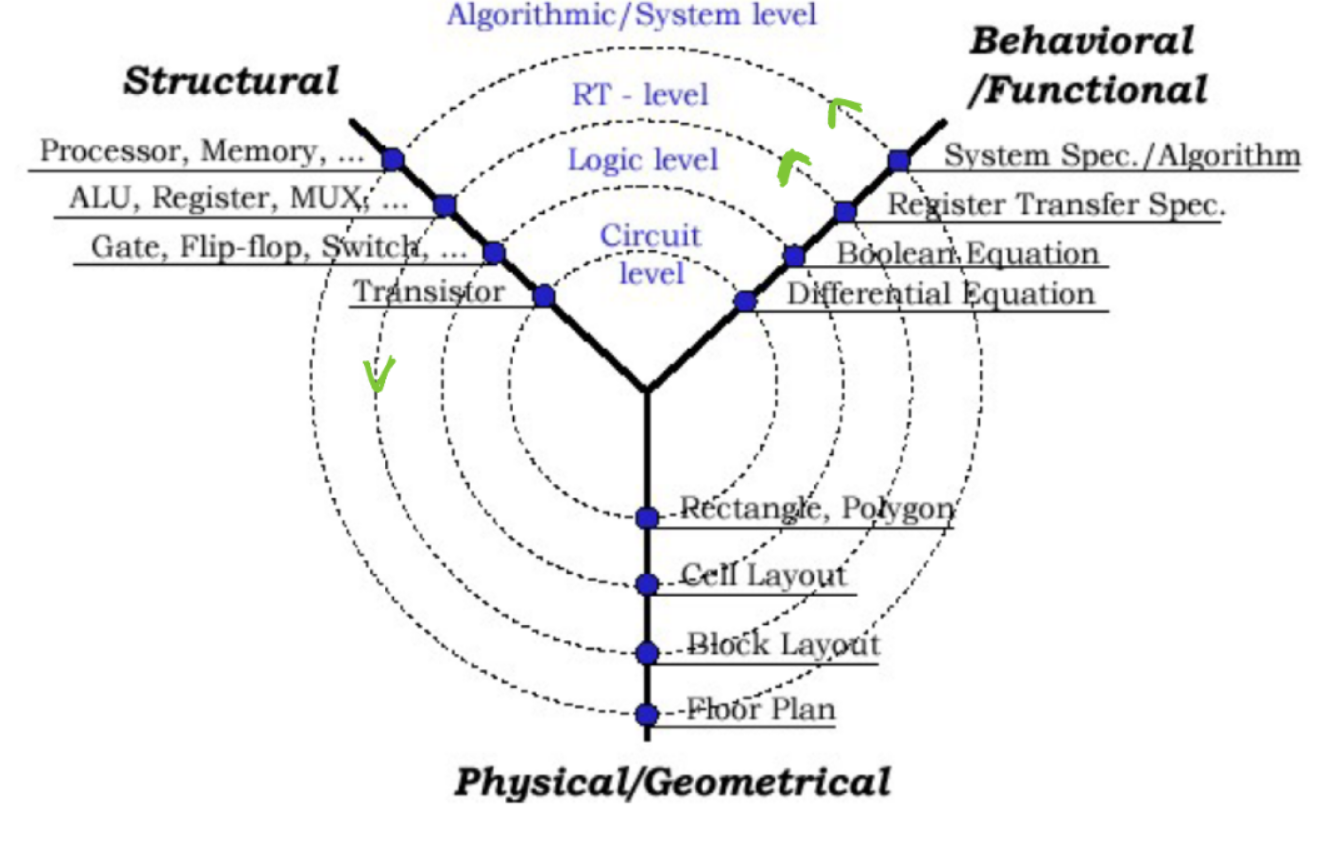 Algorithmic/System level
Behavioral
/Functional
Structural
RT - level
Processor, Memory, ...
Logic level
System Spec./Algorithm
ALU, Register, MUX, ...
Register Transfer Spec.
Gate, Flip-flop, Switch, ...
Circuit
level
Boolean Equation
Transistor
Differential Equation
Rectangle, Polygon
Cell Layout
Block Layout
Floor Plan
Physical/Geometrical